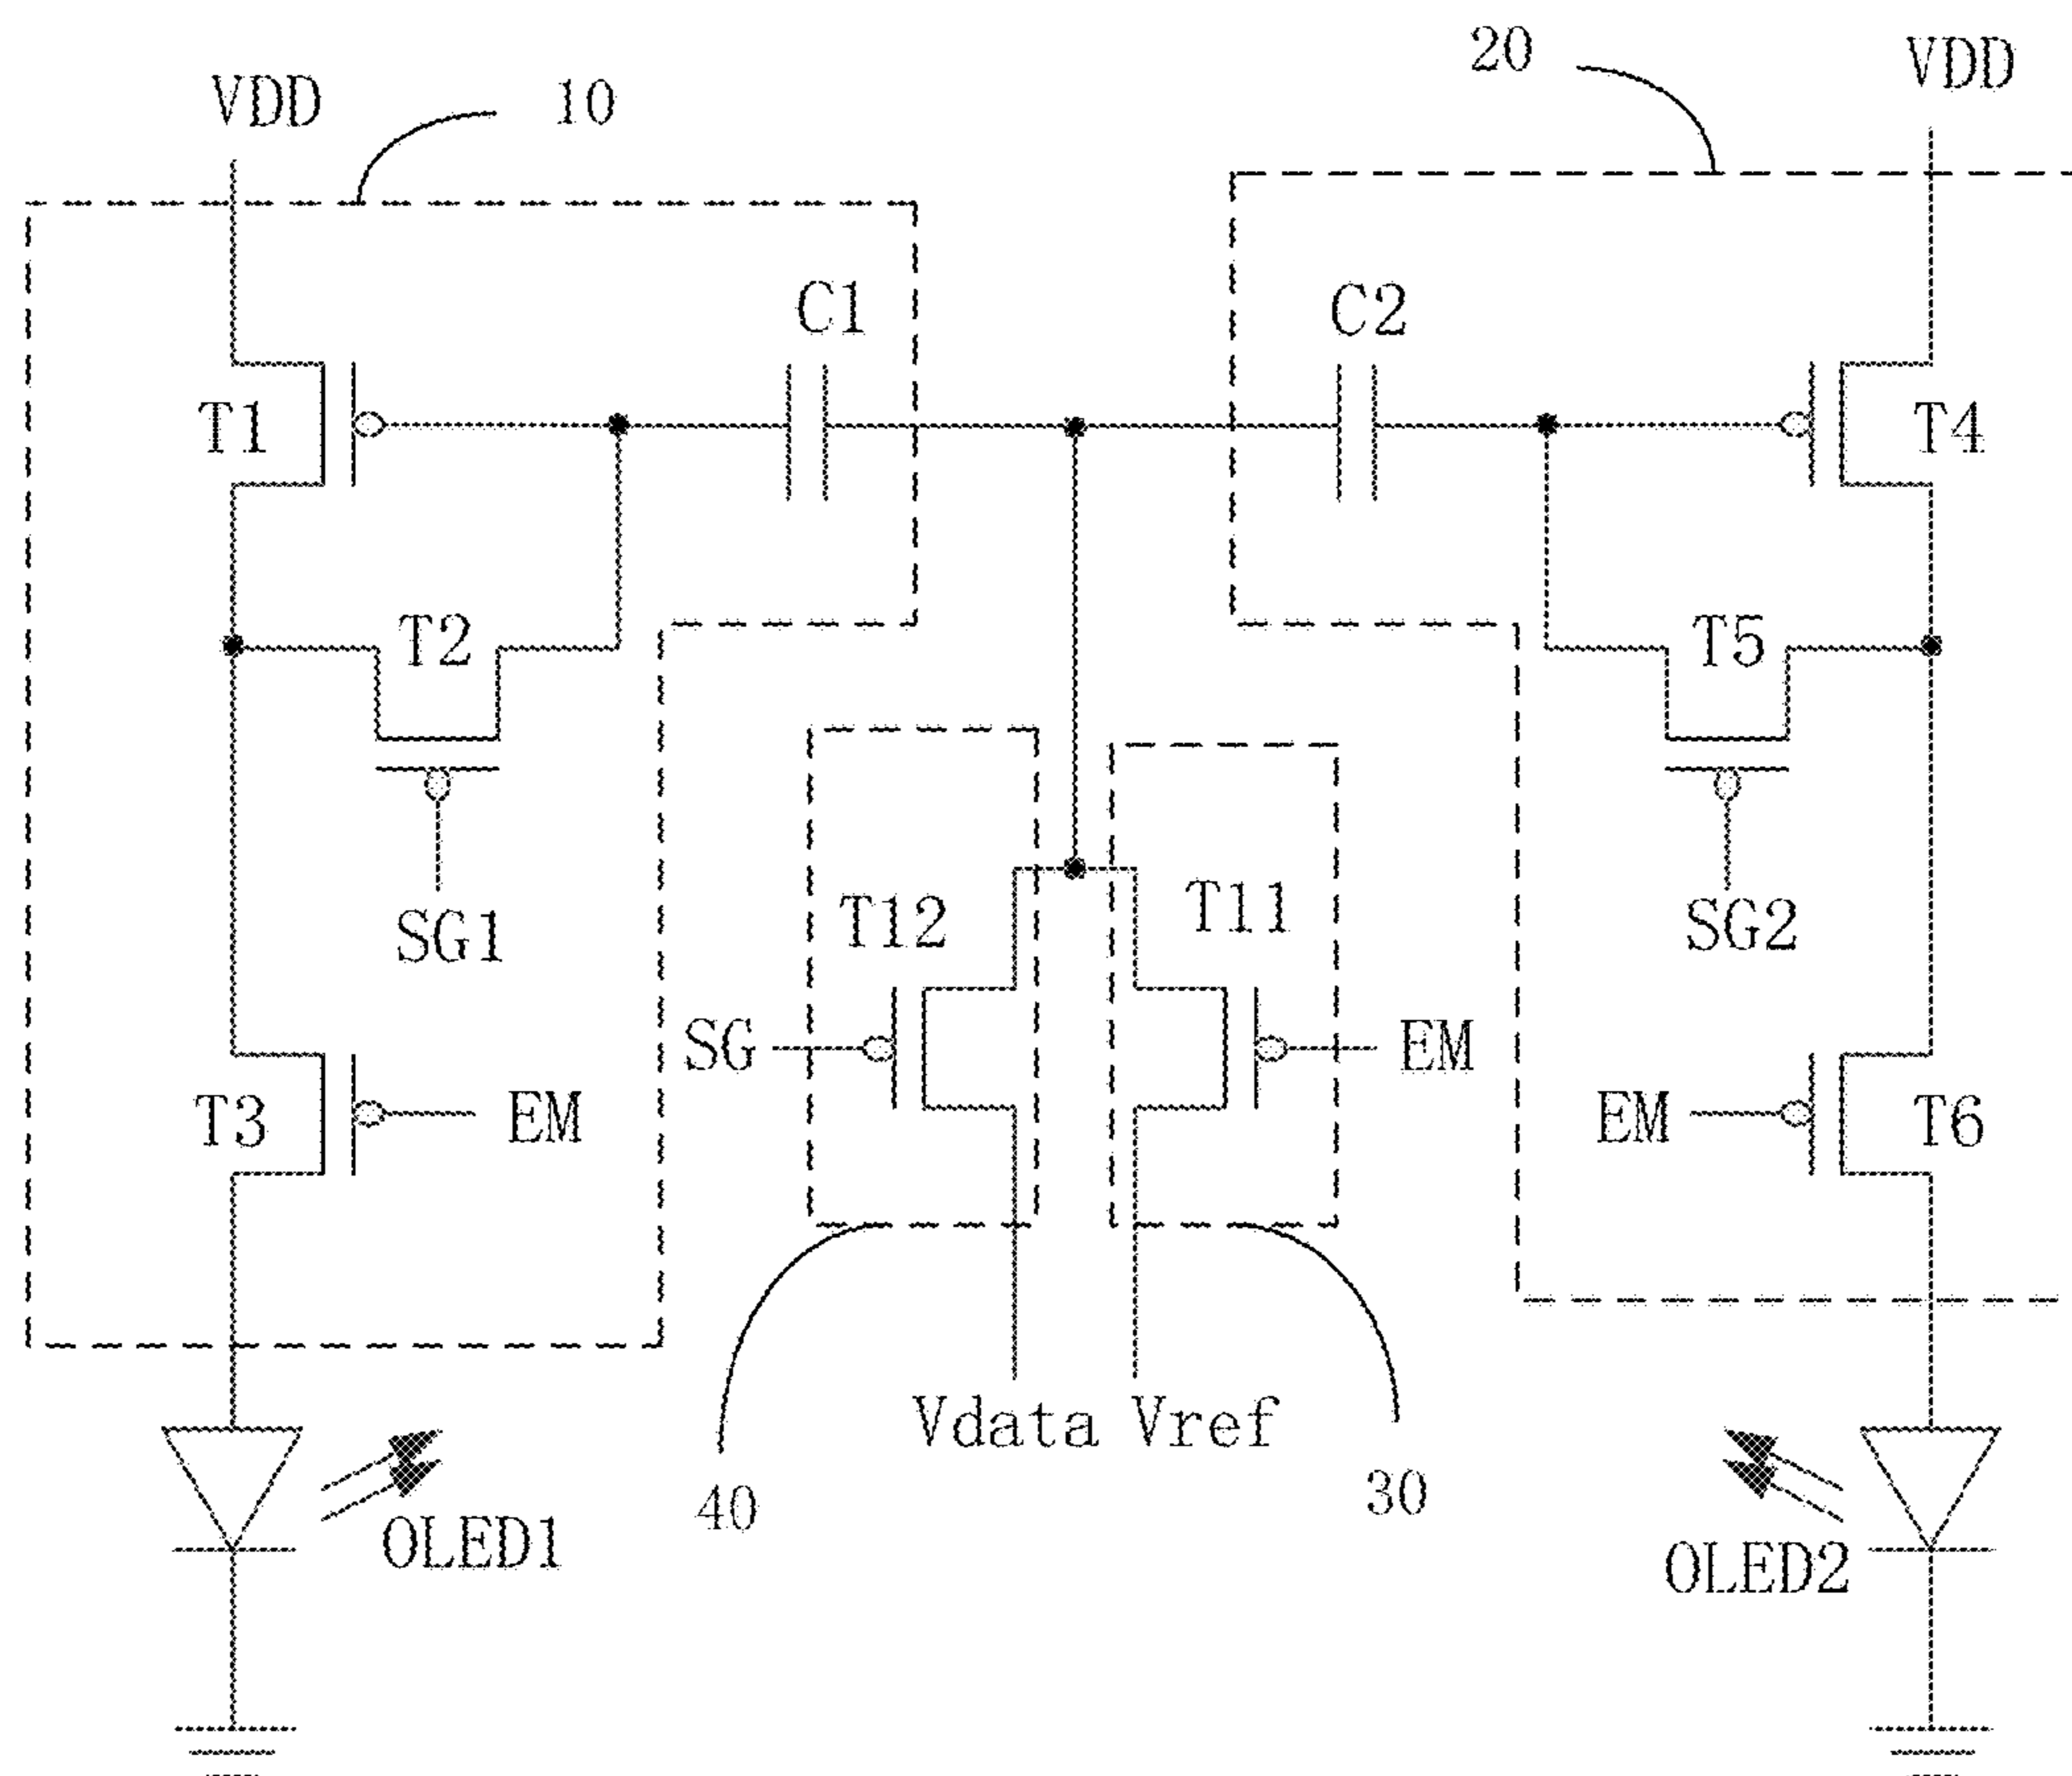 20
VDD
VDD
10
C1
C2
T1
T4
T2
T5
T12
T11
SG1
SG2
SG
EM
EM
T3
EM
T6
Vdata
Vref
40
30
OLED1
OLED2